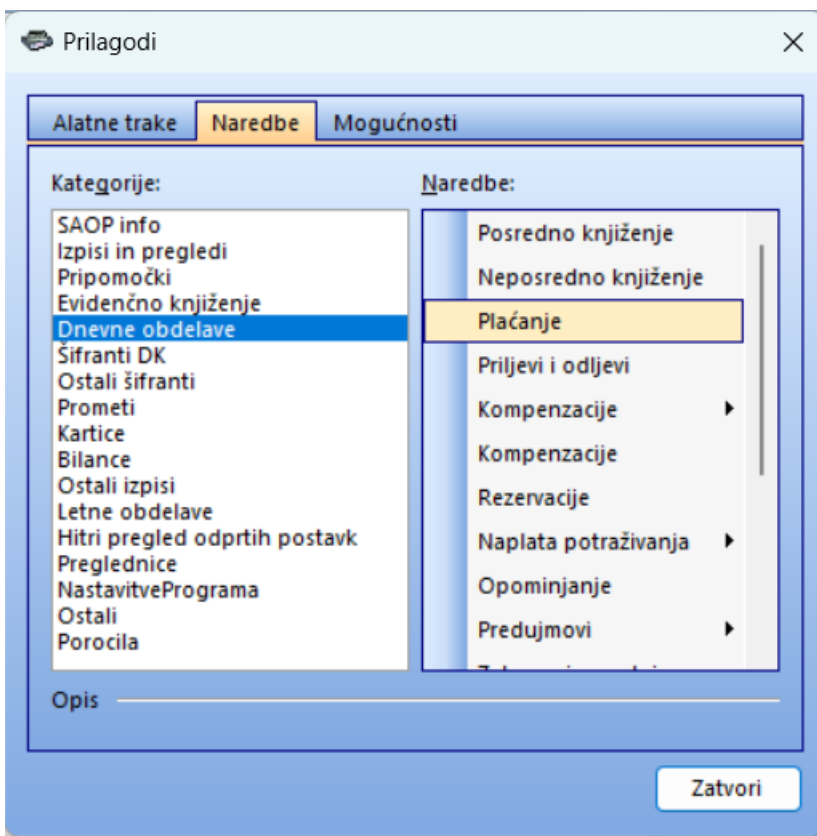 Prilagodi
Alatne trake Naredbe Mogućnosti
Kategorije:
SAOP info
Izpisi in pregledi
Pripomočki
Evidenčno knjiženje
Dnevne obdelave
Šifranti DK
Ostali šifranti
Prometi
Kartice
Bilance
Ostali izpisi
Letne obdelave
Hitri pregled odprtih postavk
Preglednice
NastavitvePrograma
Ostali
Porocila
Naredbe:
Posredno knjiženje
Neposredno knjiženje
Plaćanje
Priljevi i odljevi
Kompenzacije
Kompenzacije
Rezervacije
Naplata potraživanja
Opominjanje
Predujmovi
Opis
Zatvori